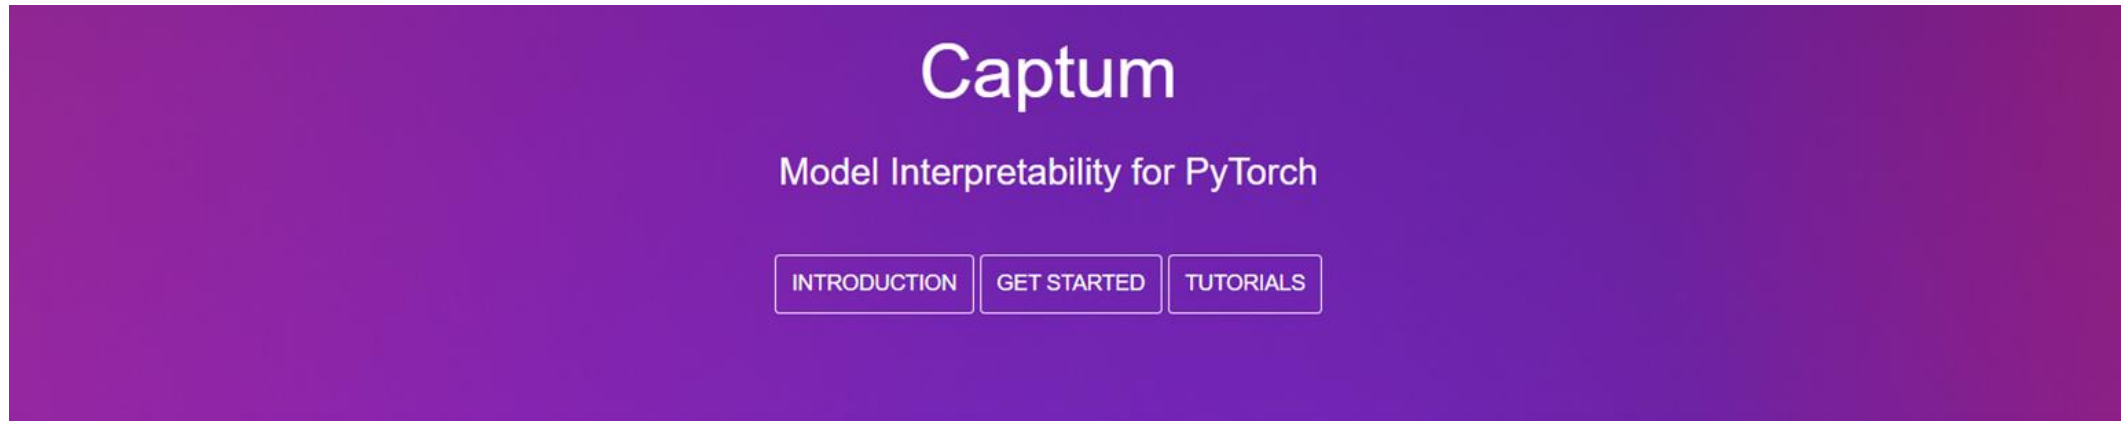 Captum
Model Interpretability for PyTorch
INTRODUCTION GET STARTED TUTORIALS